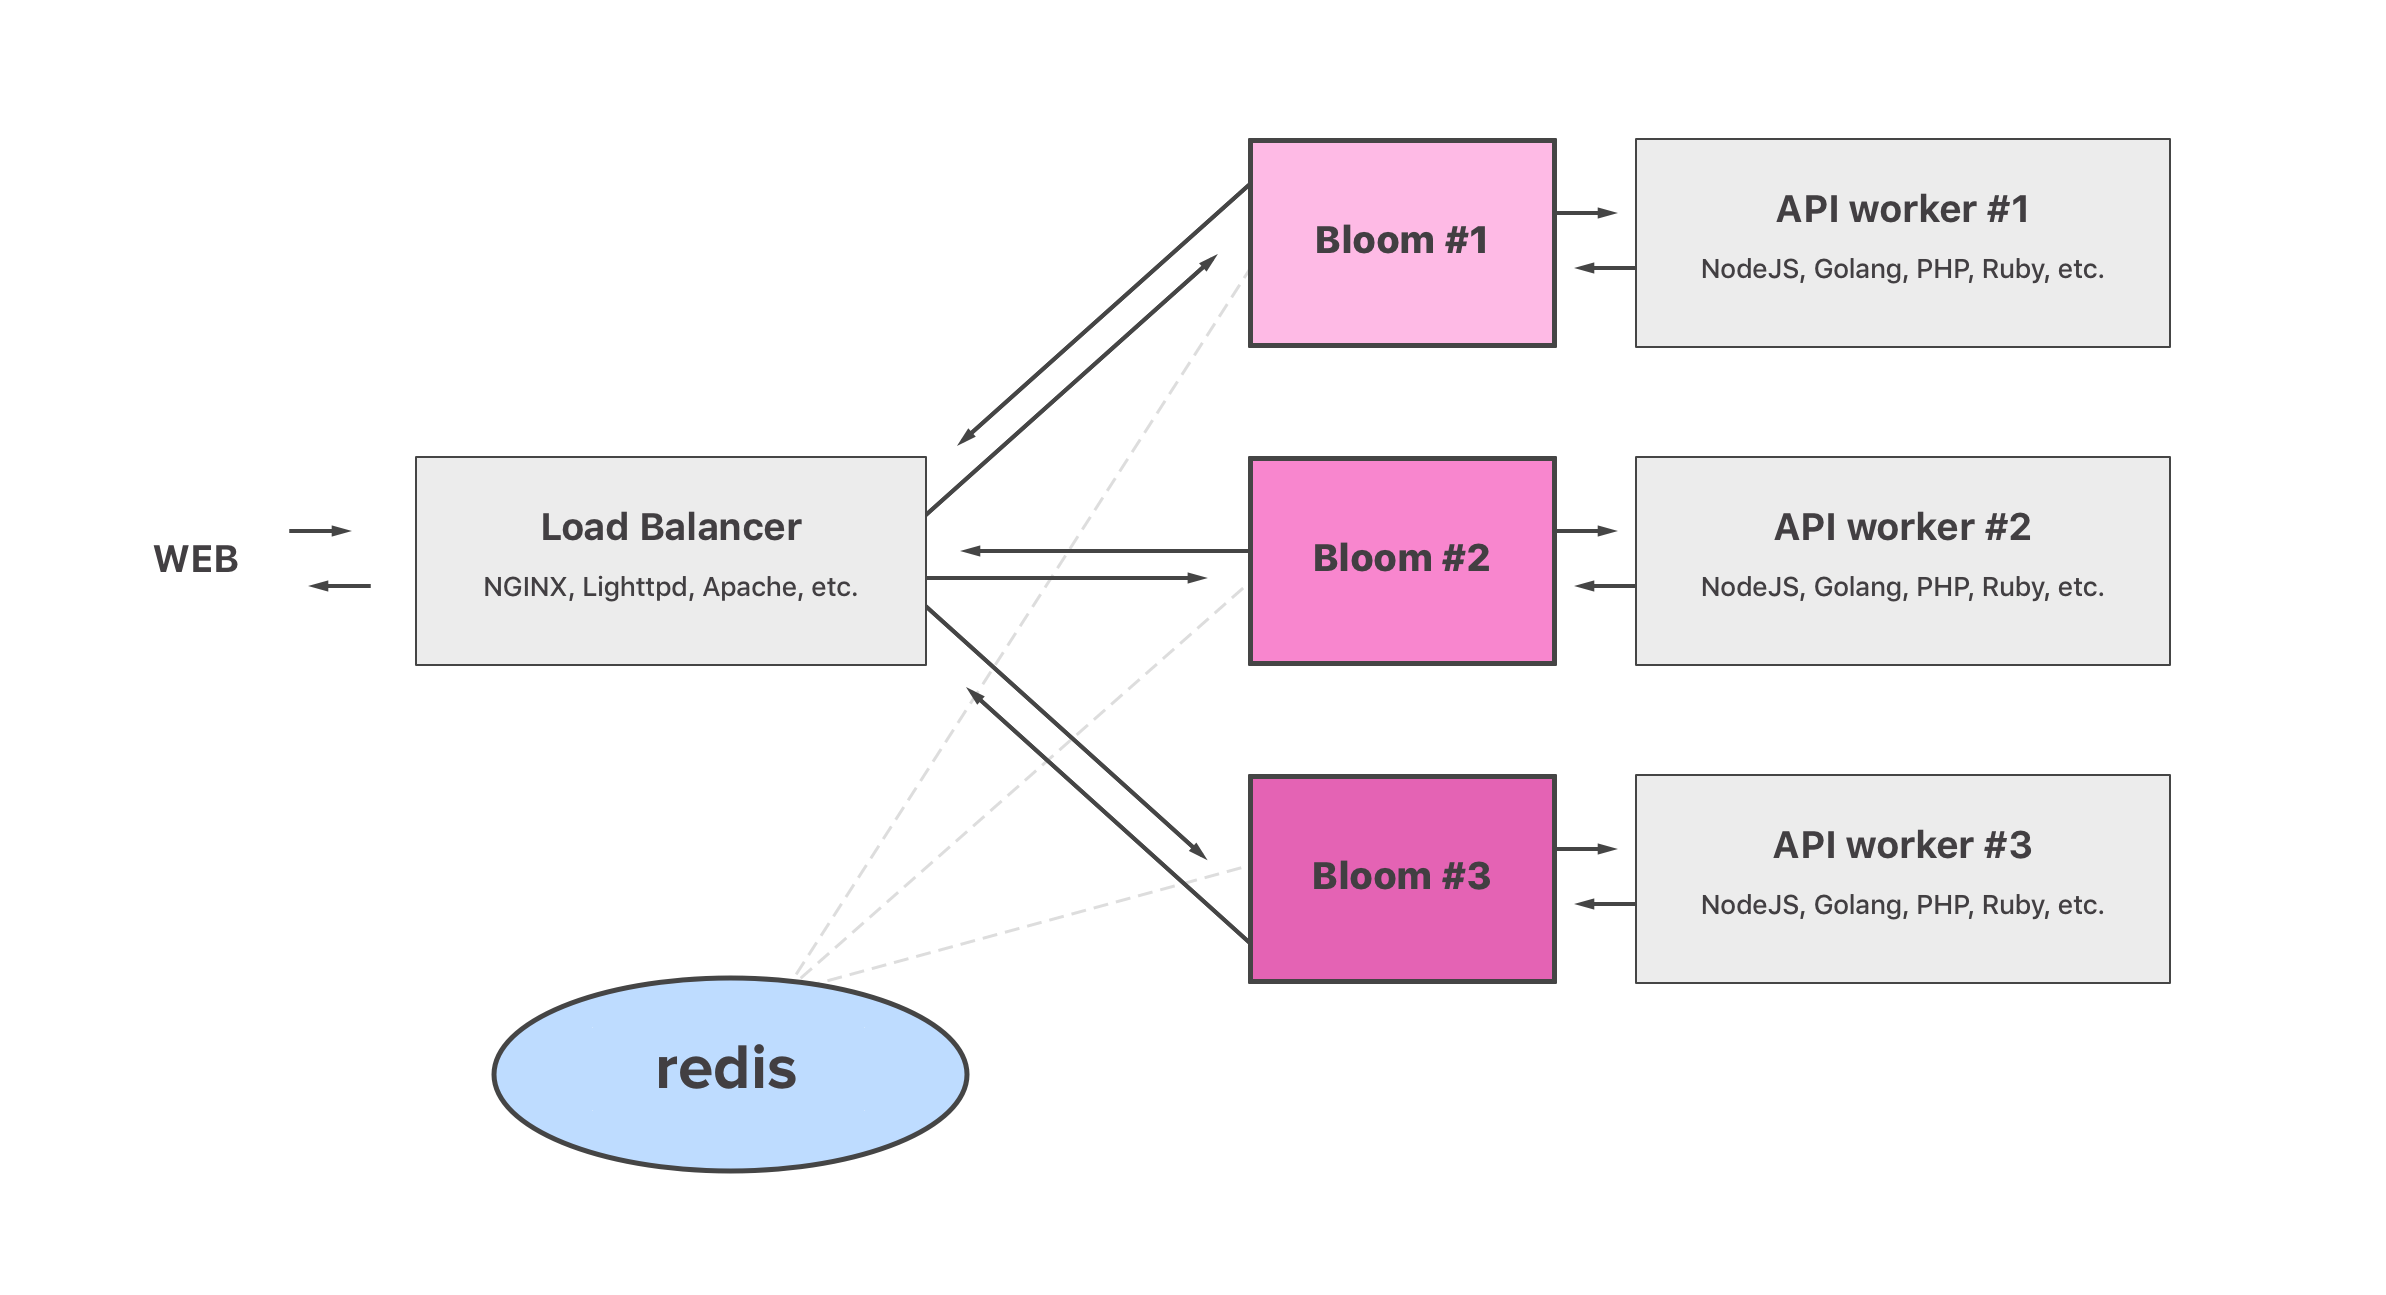 WEB
Load Balancer
NGINX, Lighttpd, Apache, etc.
Bloom #1
API worker #1
NodeJS, Golang, PHP, Ruby, etc.
Bloom #2
API worker #2
NodeJS, Golang, PHP, Ruby, etc.
Bloom #3
API worker #3
NodeJS, Golang, PHP, Ruby, etc.
redis